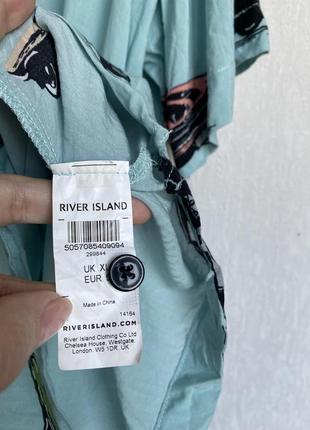 RIVER ISLAND
5057085409094
299844
UK
EUR
Made in China
14164
RIVERISLAND.COM
River Island Clothing Co Ltd
Chelsea House, Westgate,
London. W5 1DR. UK